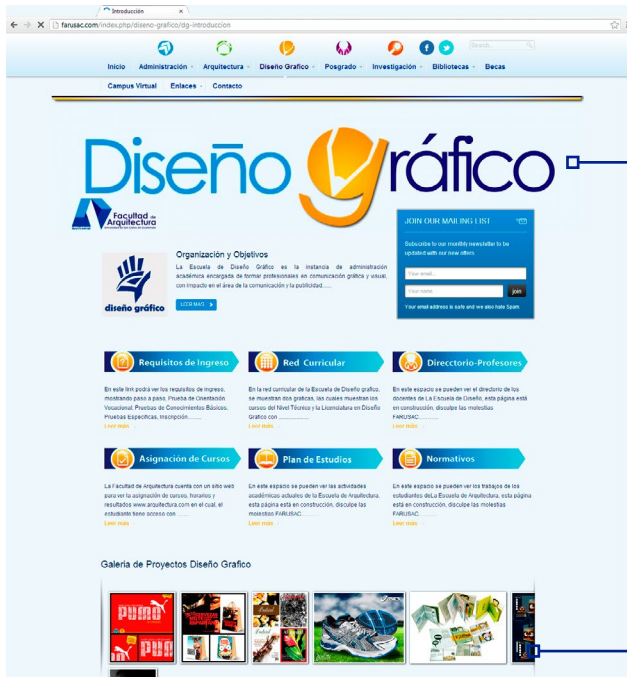 Introducción
farusac.com/index.php/diseno-grafico/dg-introduccion
Search...
Inicio Administración Arquitectura Diseño Grafico Posgrado Investigación Bibliotecas Becas
Campus Virtual Enlaces Contacto
Diseño gráfico
Facultad de
Arquitectura
Universidad de San Carlos de Guatemala
JOIN OUR MAILING LIST
Subscribe to our monthly newsletter to be
updated with our new offers
Your email...
Your name... join
Your email address is safe and we also hate Spam.
diseño gráfico
Organización y Objetivos
La Escuela de Diseño Gráfico es la instancia de administración
académica encargada de formar profesionales en comunicación gráfica y visual,
con impacto en el área de la comunicación y la publicidad......
LEER MAS
Requisitos de Ingreso
En este link podrá ver los requisitos de ingreso,
mostrando paso a paso, Prueba de Orientación
Vocacional, Pruebas de Conocimientos Básicos,
Pruebas Especificas, Inscripción.........
Leer más
Red Curricular
En la red curricular de la Escuela de Diseño grafico,
se muestran dos graficas, las cuales muestran los
cursos del Nivel Técnico y la Licenciatura en Diseño
Grafico con ....................
Leer más
Direcctorio-Profesores
En este espacio se pueden ver el directorio de los
docentes de La Escuela de Diseño, esta página está
en construcción, disculpe las molestias
FARUSAC............
Leer más
Asignación de Cursos
La Facultad de Arquitectura cuenta con un sitio web
para ver la asignación de cursos, horarios y
resultados www.arquitectura.com en el cual, el
estudiante tiene acceso con .......
Leer más
Plan de Estudios
En este espacio se pueden ver las actividades
académicas actuales de la Escuela de Arquitectura,
esta página está en construcción, disculpe las
molestias FARUSAC............
Leer más
Normativos
En este espacio se pueden ver los trabajos de los
estudiantes deLa Escuela de Arquitectura, esta página
está en construcción, disculpe las molestias
FARUSAC............
Leer más
Galeria de Proyectos Diseño Grafico
PUMO